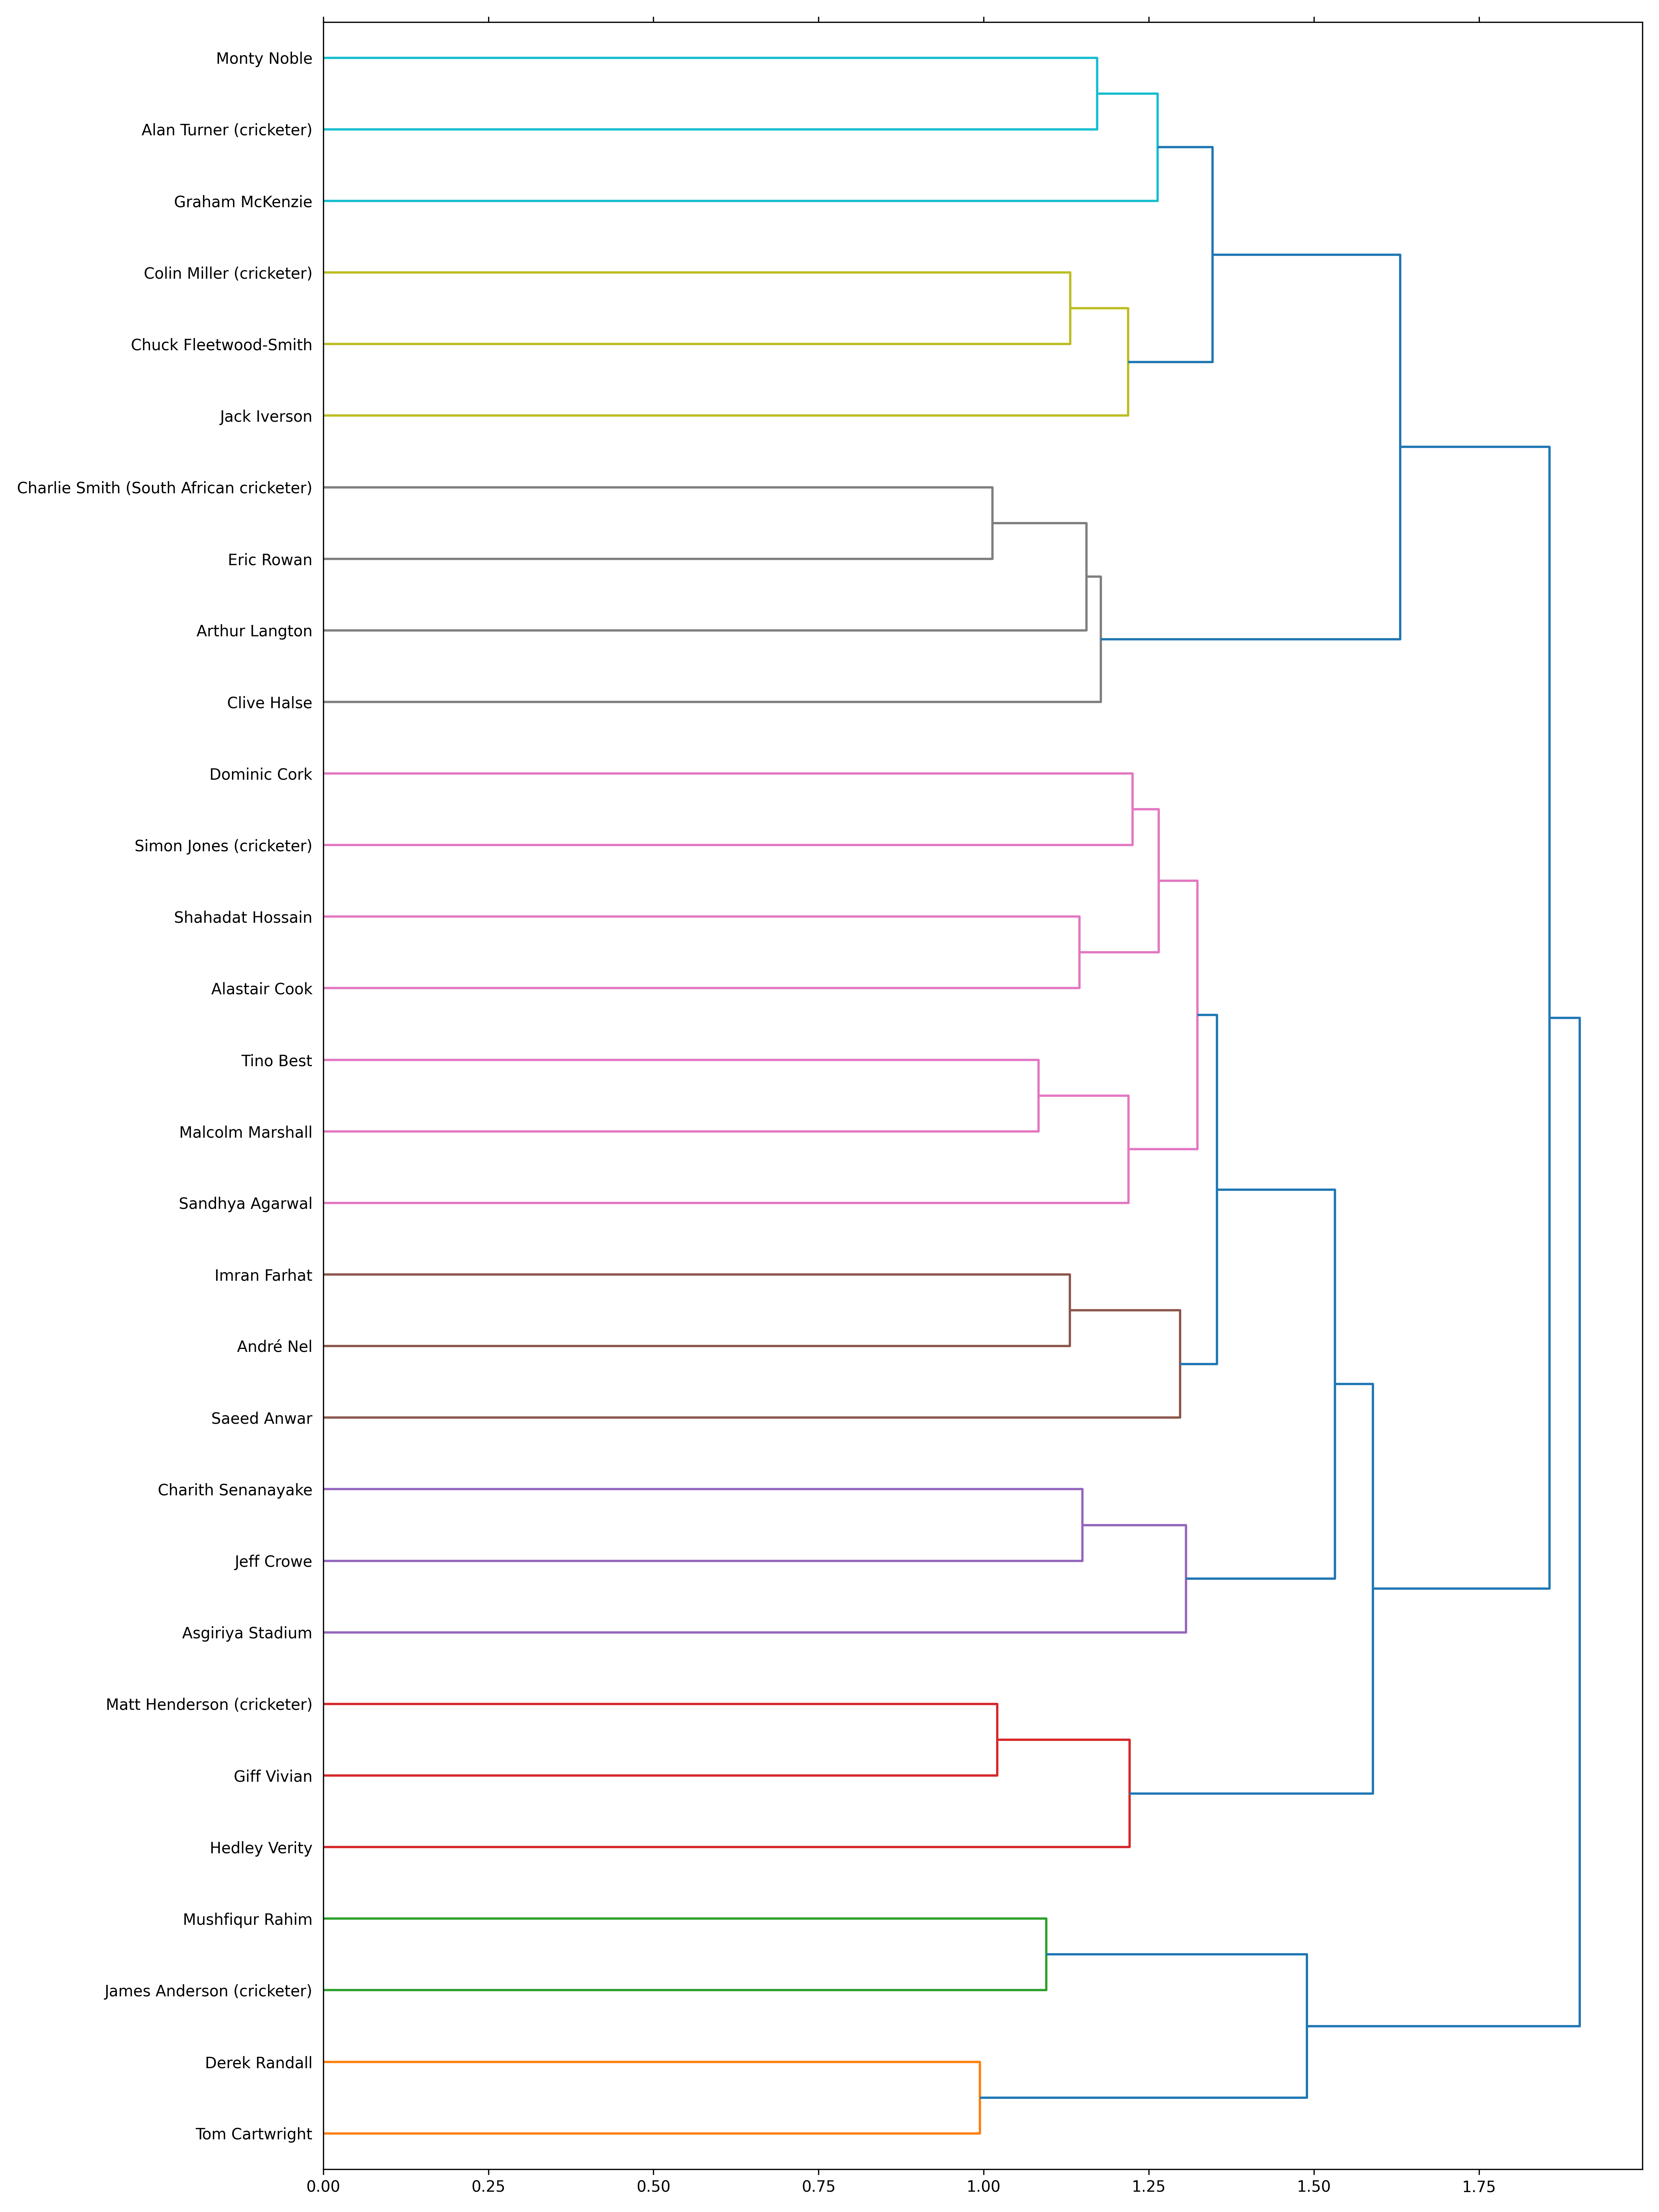 Monty Noble
Alan Turner (cricketer)
Graham McKenzie
Colin Miller (cricketer)
Chuck Fleetwood-Smith
Jack Iverson
Charlie Smith (South African cricketer)
Eric Rowan
Arthur Langton
Clive Halse
Dominic Cork
Simon Jones (cricketer)
Shahadat Hossain
Alastair Cook
Tino Best
Malcolm Marshall
Sandhya Agarwal
Imran Farhat
André Nel
Saeed Anwar
Charith Senanayake
Jeff Crowe
Asgiriya Stadium
Matt Henderson (cricketer)
Giff Vivian
Hedley Verity
Mushfiqur Rahim
James Anderson (cricketer)
Derek Randall
Tom Cartwright
0.00 0.25 0.50 0.75 1.00 1.25 1.50 1.75